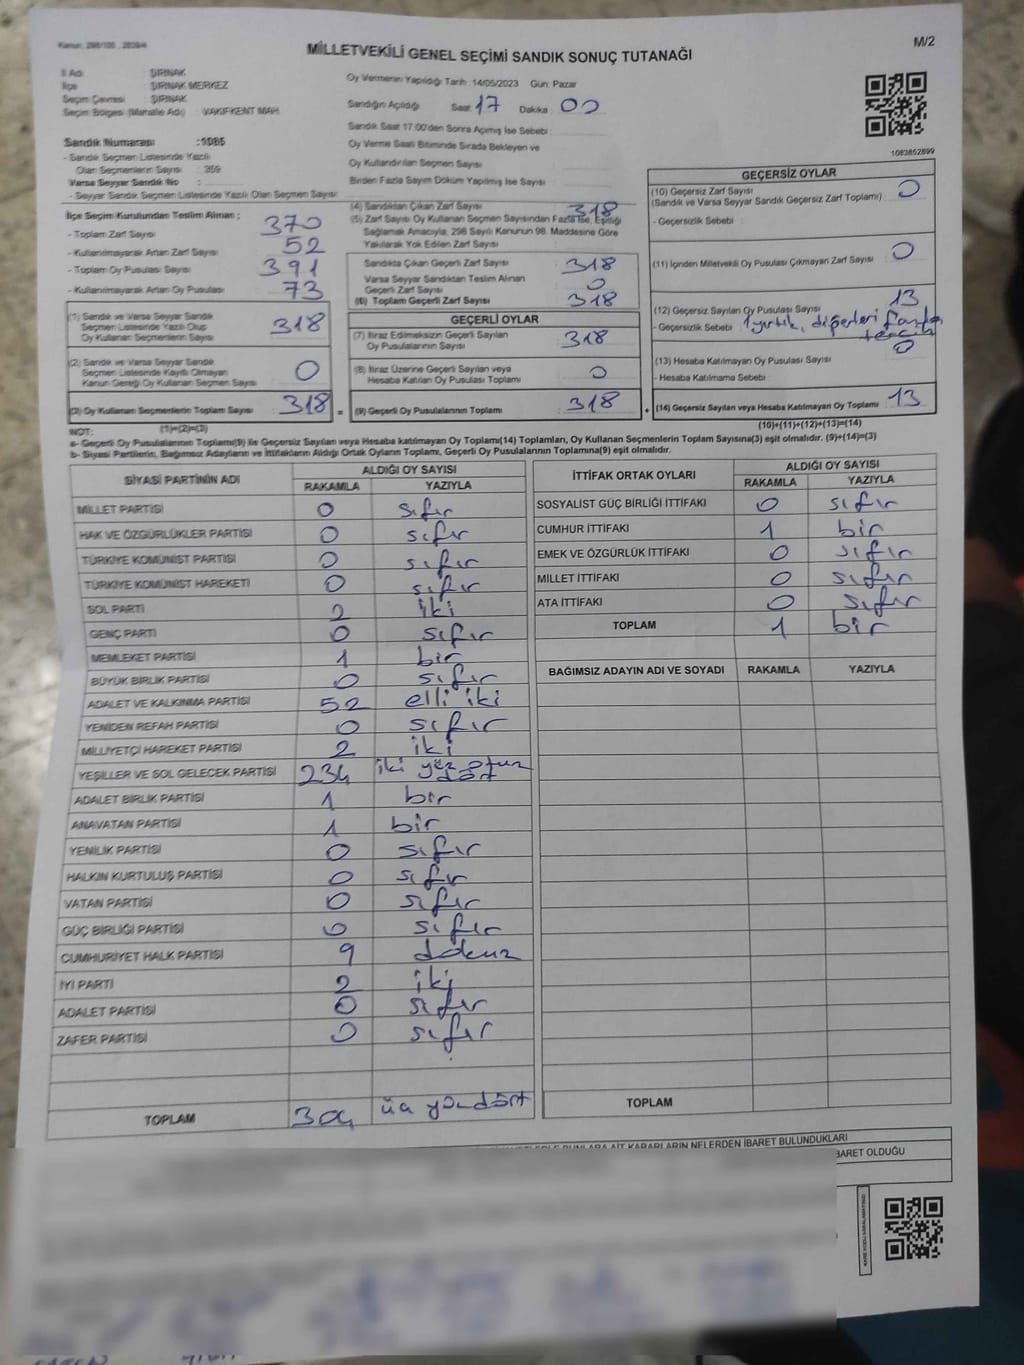 Kanun: 298/105 , 2839/4
M/2
MİLLETVEKİLİ GENEL SEÇİMİ SANDIK SONUÇ TUTANAĞI
İl Adı : ŞIRNAK
İlçe : ŞIRNAK MERKEZ
Seçim Çevresi : ŞIRNAK
Seçim Bölgesi (Mahalle Adı) : VAKIFKENT MAH.
Sandık Numarası : 1085
- Sandık Seçmen Listesinde Yazılı
Olan Seçmenlerin Sayısı : 359
Varsa Seyyar Sandık No :
- Seyyar Sandık Seçmen Listesinde Yazılı Olan Seçmen Sayısı:
Oy Vermenin Yapıldığı Tarih :14/05/2023 Gün: Pazar
Sandığın Açıldığı Saat 17 Dakika : 00
Sandık Saat 17:00'den Sonra Açılmış İse Sebebi :
Oy Verme Saati Bitiminde Sırada Bekleyen ve
Oy Kullandırılan Seçmen Sayısı :
Birden Fazla Sayım Döküm Yapılmış İse Sayısı :
1083852899
İlçe Seçim Kurulundan Teslim Alınan ;
- Toplam Zarf Sayısı : 370
- Kullanılmayarak Artan Zarf Sayısı : 52
- Toplam Oy Pusulası Sayısı : 391
- Kullanılmayarak Artan Oy Pusulası : 73
(4) Sandıktan Çıkan Zarf Sayısı : 318
(5) Zarf Sayısı Oy Kullanan Seçmen Sayısından Fazla İse, Eşitliği
Sağlamak Amacıyla, 298 Sayılı Kanunun 98. Maddesine Göre
Yakılarak Yok Edilen Zarf Sayısı :
Sandıkta Çıkan Geçerli Zarf Sayısı : 318
Varsa Seyyar Sandıktan Teslim Alınan
Geçerli Zarf Sayısı : 0
(6) Toplam Geçerli Zarf Sayısı : 318
GEÇERSİZ OYLAR
(10) Geçersiz Zarf Sayısı
(Sandık ve Varsa Seyyar Sandık Geçersiz Zarf Toplamı) : 0
- Geçersizlik Sebebi :
(11) İçinden Milletvekili Oy Pusulası Çıkmayan Zarf Sayısı : 0
(12) Geçersiz Sayılan Oy Pusulası Sayısı : 13
- Geçersizlik Sebebi : 1 yırtık, diğerleri fazla
tercih
(13) Hesaba Katılmayan Oy Pusulası Sayısı : 0
- Hesaba Katılmama Sebebi :
(14) Geçersiz Sayılan veya Hesaba Katılmayan Oy Toplamı : 13
(10)+(11)+(12)+(13)=(14)
(1) Sandık ve Varsa Seyyar Sandık
Seçmen Listesinde Yazılı Olup
Oy Kullanan Seçmenlerin Sayısı : 318
(2) Sandık ve Varsa Seyyar Sandık
Seçmen Listesinde Kayıtlı Olmayan
Kanun Gereği Oy Kullanan Seçmen Sayısı : 0
(3) Oy Kullanan Seçmenlerin Toplam Sayısı : 318 =
(1)+(2)=(3)
GEÇERLİ OYLAR
(7) İtiraz Edilmeksizin Geçerli Sayılan
Oy Pusulalarının Sayısı : 318
(8) İtiraz Üzerine Geçerli Sayılan veya
Hesaba Katılan Oy Pusulası Toplamı : 0
(9) Geçerli Oy Pusulalarının Toplamı : 318 +
NOT:
a- Geçerli Oy Pusulalarının Toplamı(9) ile Geçersiz Sayılan veya Hesaba katılmayan Oy Toplamı(14) Toplamları, Oy Kullanan Seçmenlerin Toplam Sayısına(3) eşit olmalıdır. (9)+(14)=(3)
b- Siyasi Partilerin, Bağımsız Adayların ve İttifakların Aldığı Ortak Oyların Toplamı, Geçerli Oy Pusulalarının Toplamına(9) eşit olmalıdır.
SİYASİ PARTİNİN ADI ALDIĞI OY SAYISI
RAKAMLA YAZIYLA
MİLLET PARTİSİ 0 sıfır
HAK VE ÖZGÜRLÜKLER PARTİSİ 0 sıfır
TÜRKİYE KOMÜNİST PARTİSİ 0 sıfır
TÜRKİYE KOMÜNİST HAREKETİ 0 sıfır
SOL PARTİ 2 iki
GENÇ PARTİ 0 sıfır
MEMLEKET PARTİSİ 1 bir
BÜYÜK BİRLİK PARTİSİ 0 sıfır
ADALET VE KALKINMA PARTİSİ 52 elli iki
YENİDEN REFAH PARTİSİ 0 sıfır
MİLLİYETÇİ HAREKET PARTİSİ 2 iki
YEŞİLLER VE SOL GELECEK PARTİSİ 234 iki yüz otuz
dört
ADALET BİRLİK PARTİSİ 1 bir
ANAVATAN PARTİSİ 1 bir
YENİLİK PARTİSİ 0 sıfır
HALKIN KURTULUŞ PARTİSİ 0 sıfır
VATAN PARTİSİ 0 sıfır
GÜÇ BİRLİĞİ PARTİSİ 0 sıfır
CUMHURİYET HALK PARTİSİ 9 dokuz
İYİ PARTİ 2 iki
ADALET PARTİSİ 0 sıfır
ZAFER PARTİSİ 0 sıfır
TOPLAM 304 üç yüz dört
İTTİFAK ORTAK OYLARI ALDIĞI OY SAYISI
RAKAMLA YAZIYLA
SOSYALİST GÜÇ BİRLİĞİ İTTİFAKI 0 sıfır
CUMHUR İTTİFAKI 1 bir
EMEK VE ÖZGÜRLÜK İTTİFAKI 0 sıfır
MİLLET İTTİFAKI 0 sıfır
ATA İTTİFAKI 0 sıfır
TOPLAM 1 bir
BAĞIMSIZ ADAYIN ADI VE SOYADI RAKAMLA YAZIYLA
TOPLAM
BUNLARA AİT KARARLARIN NELERDEN İBARET BULUNDUKLARI
BARET OLDUĞU